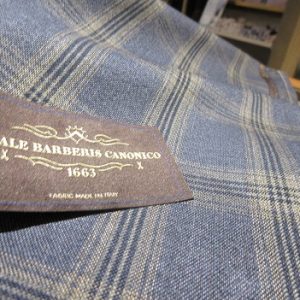 ALE BARBERIS CANONICO
1663
FABRIC MADE IN ITALY